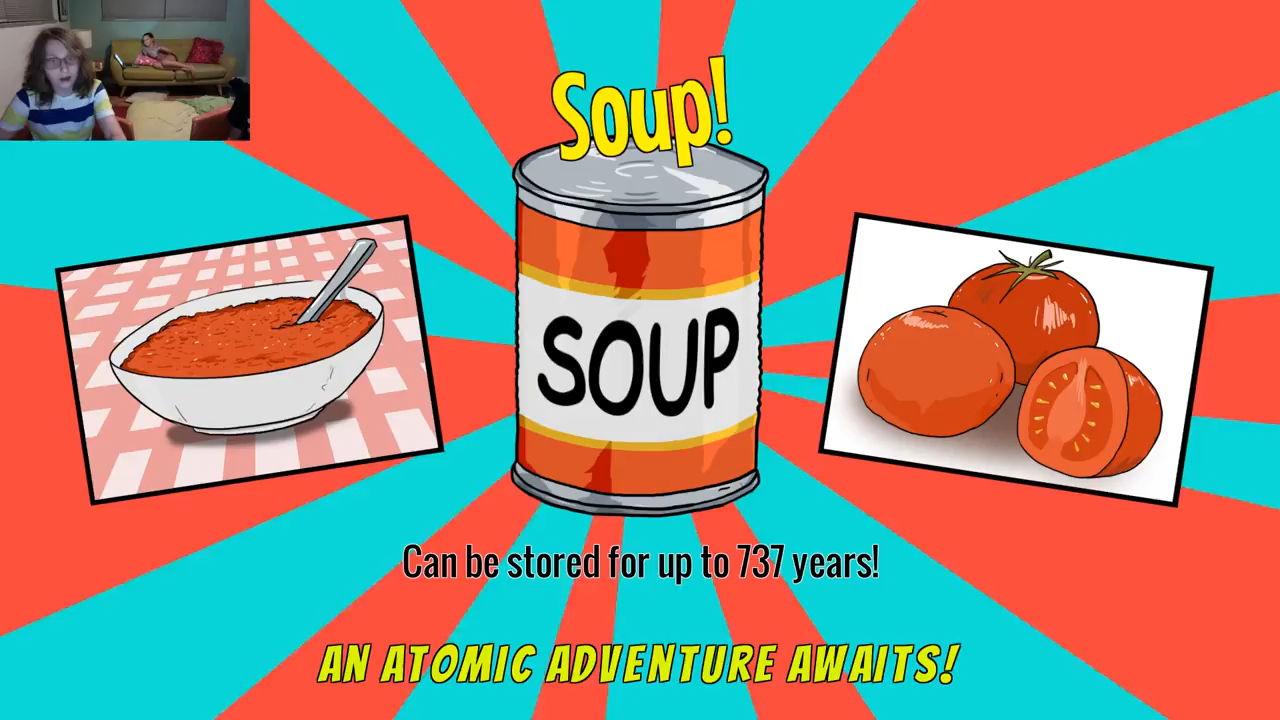 Soup!
SOUP
Can be stored for up to 737 years!
AN ATOMIC ADVENTURE AWAITS!